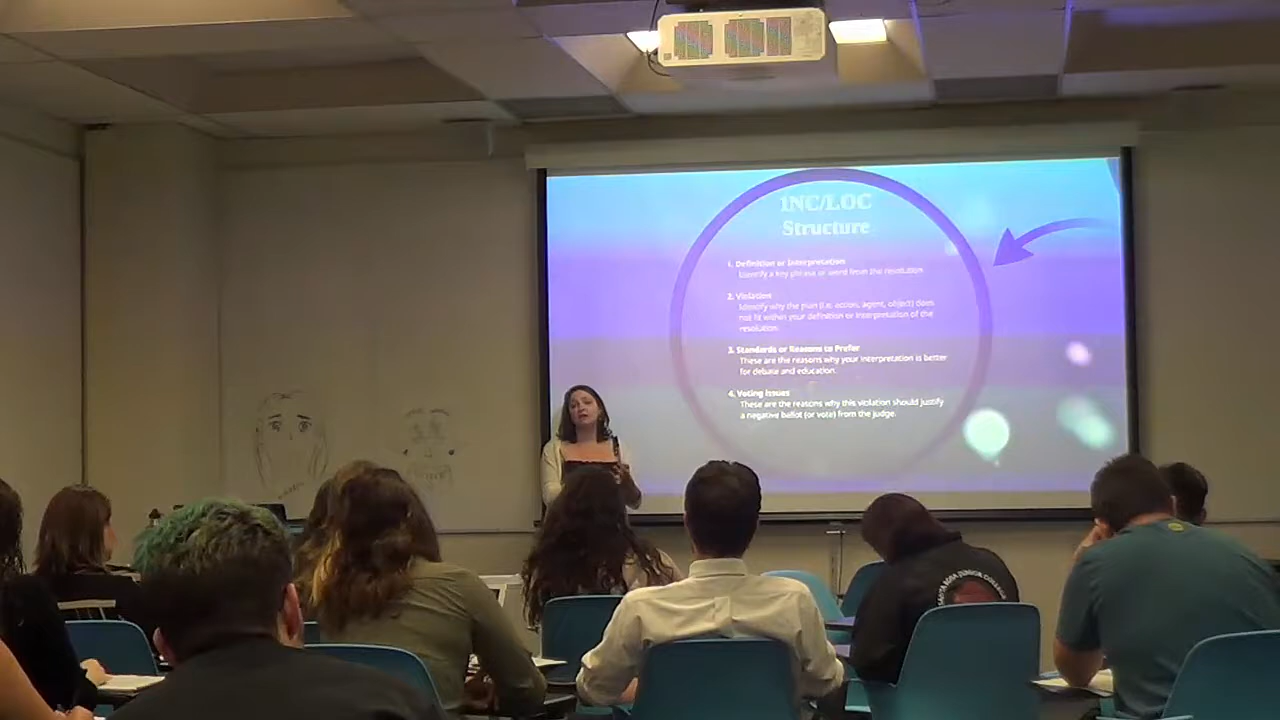 1NC/LOC
Structure
1. Definition or Interpretation
Identify a key phrase or word from the resolution
2. Violation
Identify why the plan (i.e. action, agent, object) does
not fit within your definition or interpretation of the
resolution.
3. Standards or Reasons to Prefer
These are the reasons why your interpretation is better
for debate and education.
4. Voting Issues
These are the reasons why this violation should justify
a negative ballot (or vote) from the judge.
SANTA ROSA JUNIOR